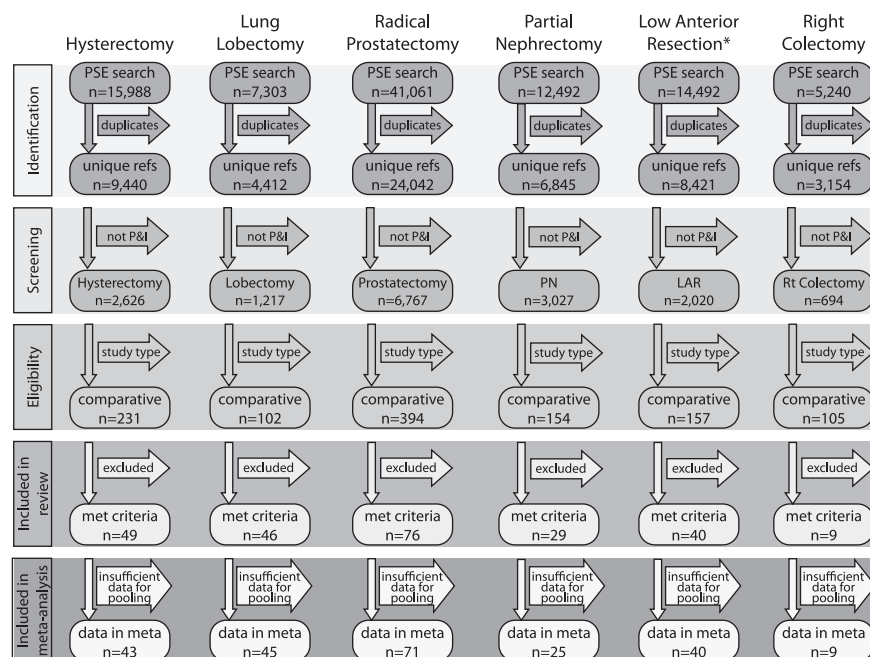 Hysterectomy
Lung
Lobectomy
Radical
Prostatectomy
Partial
Nephrectomy
Low Anterior
Resection*
Right
Colectomy
Identification
PSE search
n=15,988
PSE search
n=7,303
PSE search
n=41,061
PSE search
n=12,492
PSE search
n=14,492
PSE search
n=5,240
duplicates
duplicates
duplicates
duplicates
duplicates
duplicates
unique refs
n=9,440
unique refs
n=4,412
unique refs
n=24,042
unique refs
n=6,845
unique refs
n=8,421
unique refs
n=3,154
Screening
not P&I
not P&I
not P&I
not P&I
not P&I
not P&I
Hysterectomy
n=2,626
Lobectomy
n=1,217
Prostatectomy
n=6,767
PN
n=3,027
LAR
n=2,020
Rt Colectomy
n=694
Eligibility
study type
study type
study type
study type
study type
study type
comparative
n=231
comparative
n=102
comparative
n=394
comparative
n=154
comparative
n=157
comparative
n=105
Included in
review
excluded
excluded
excluded
excluded
excluded
excluded
met criteria
n=49
met criteria
n=46
met criteria
n=76
met criteria
n=29
met criteria
n=40
met criteria
n=9
Included in
meta-analysis
insufficient
data for
pooling
insufficient
data for
pooling
insufficient
data for
pooling
insufficient
data for
pooling
insufficient
data for
pooling
insufficient
data for
pooling
data in meta
n=43
data in meta
n=45
data in meta
n=71
data in meta
n=25
data in meta
n=40
data in meta
n=9